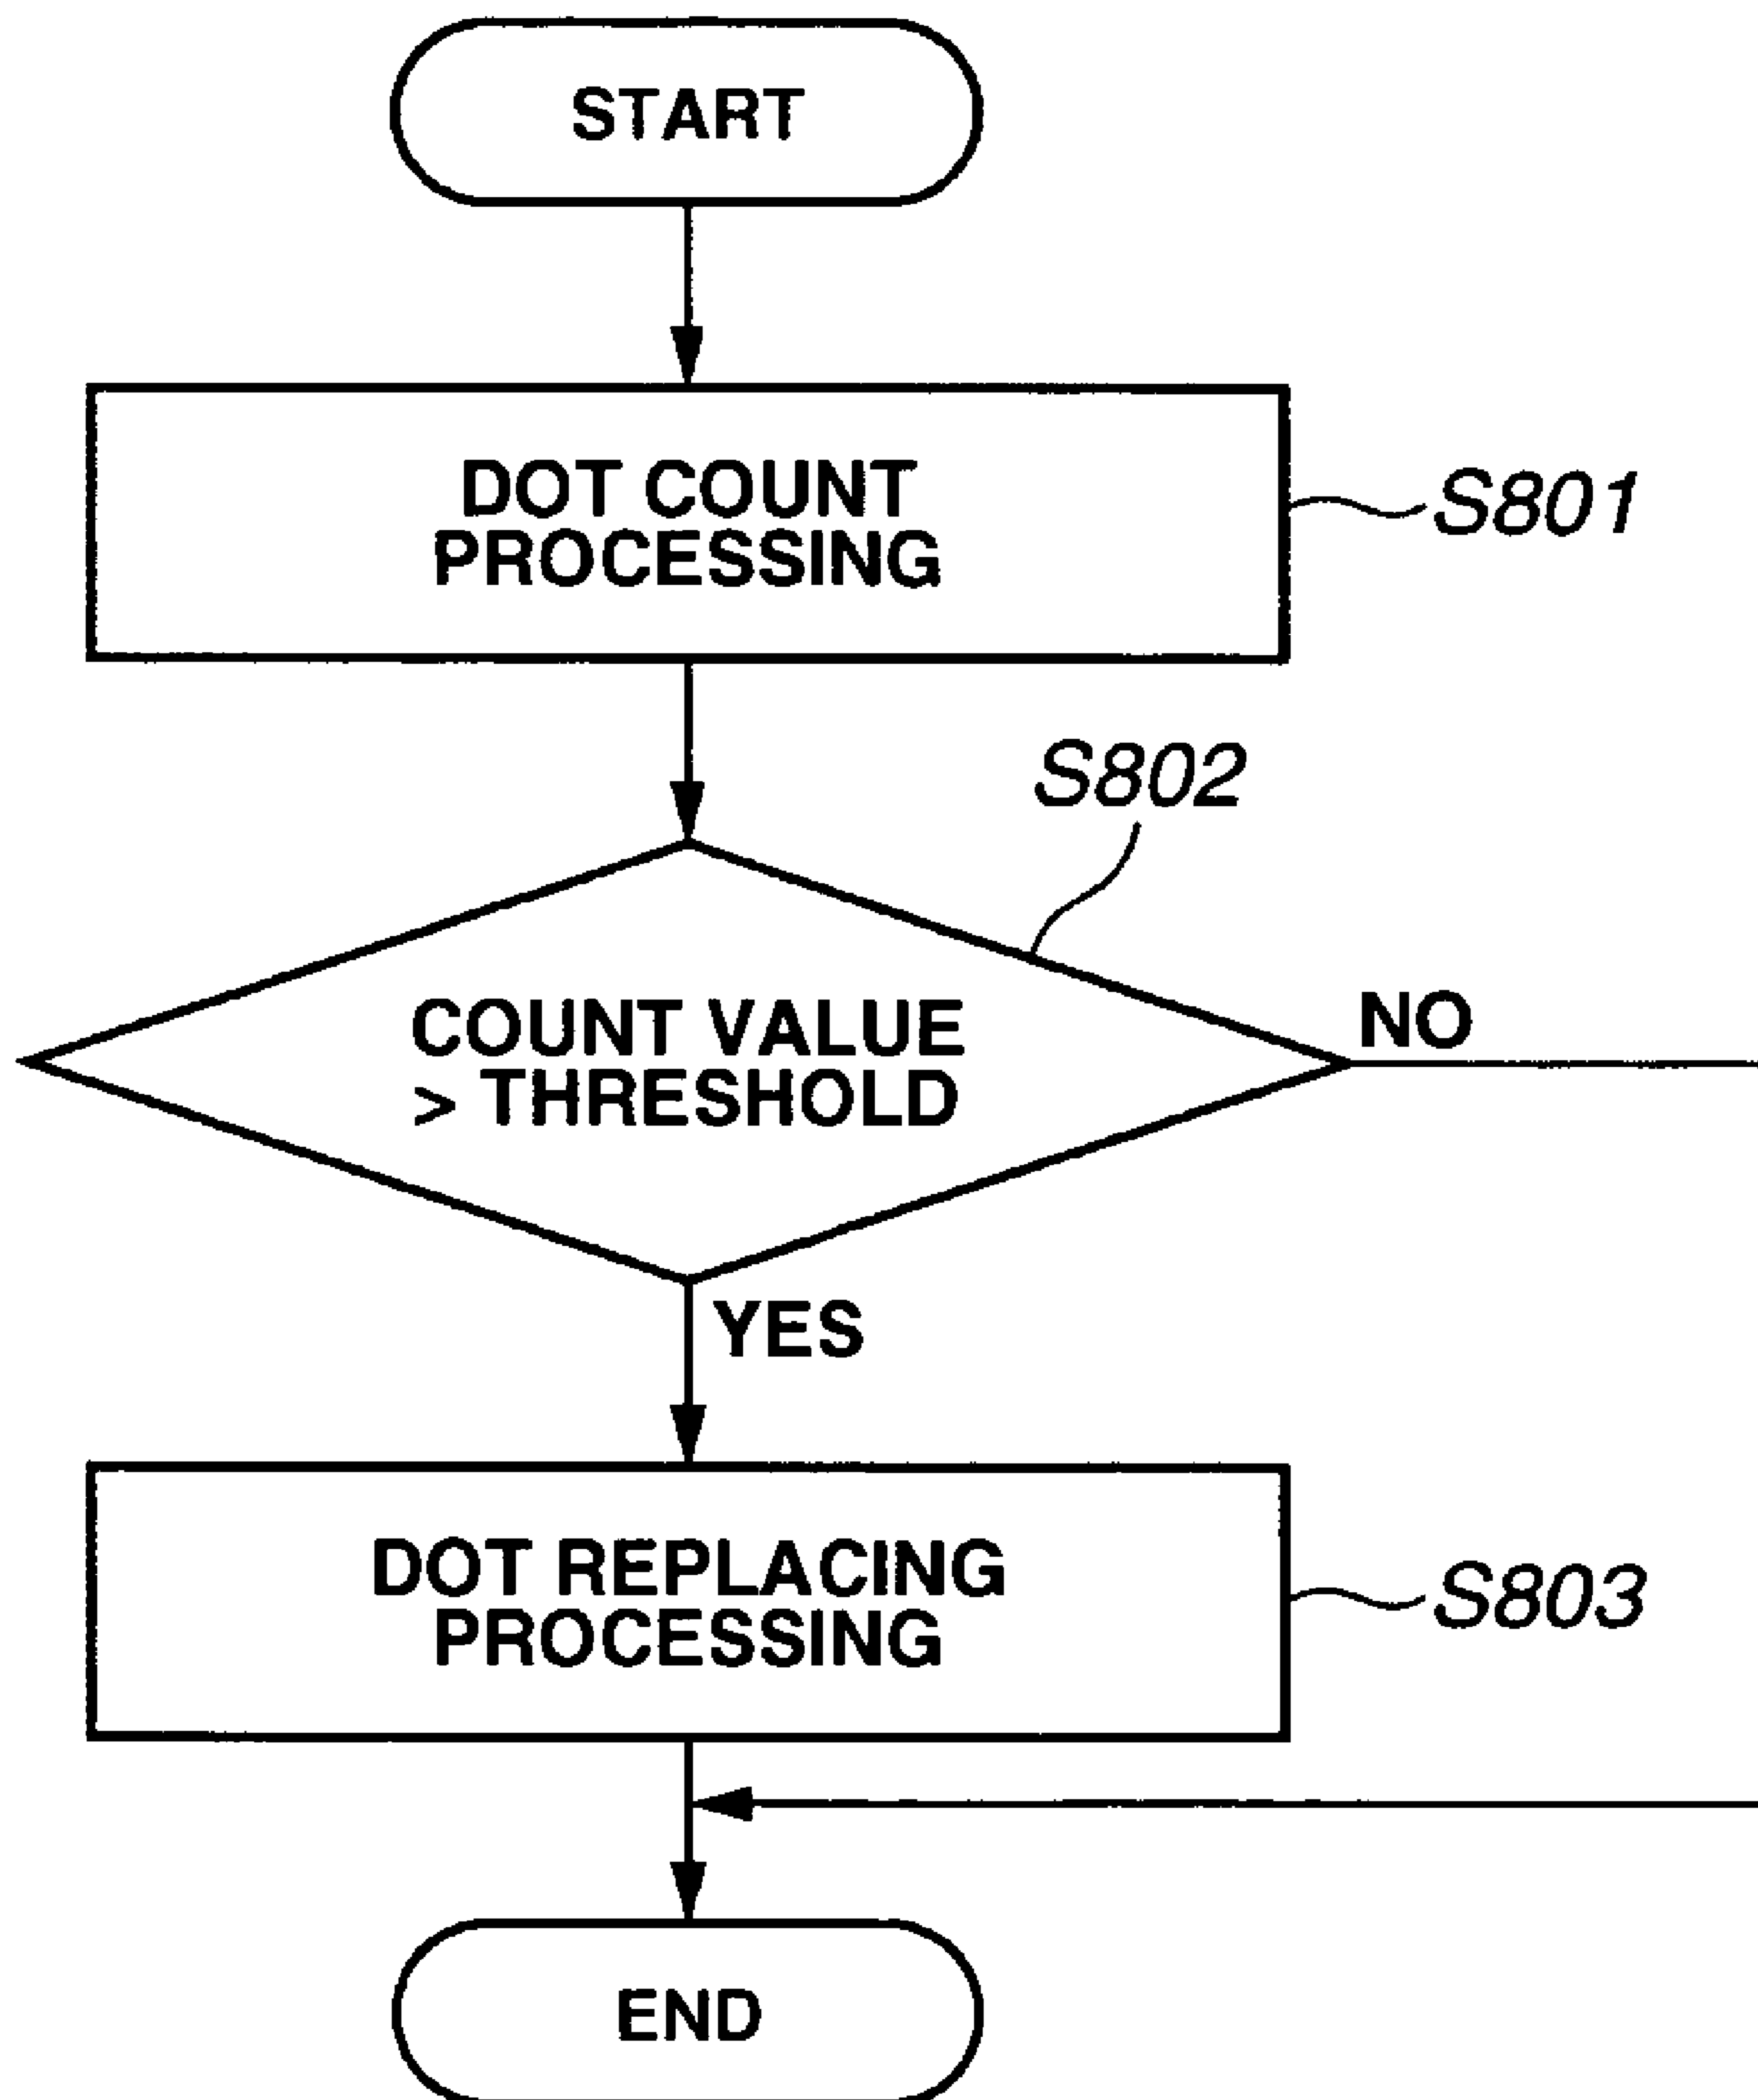 START
DOT COUNT
PROCESSING
S801
S802
COUNT VALUE
> THRESHOLD
NO
YES
DOT REPLACING
PROCESSING
S803
END